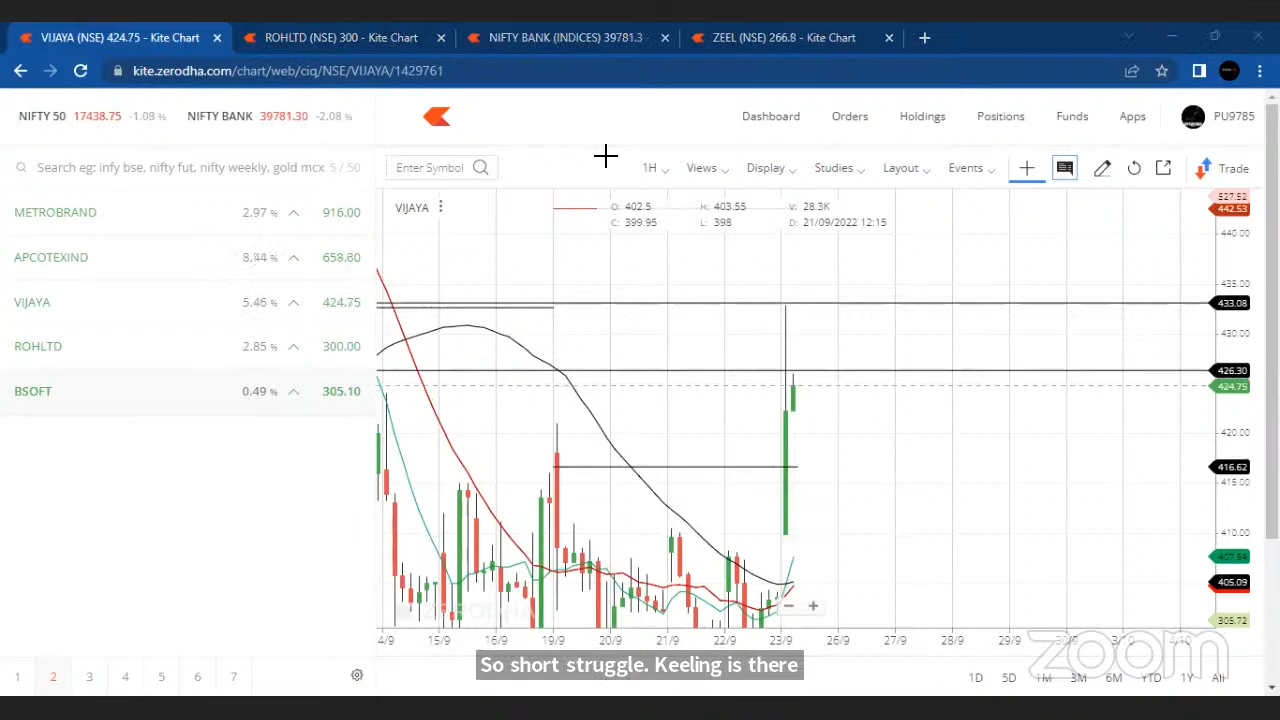 VIJAYA (NSE) 424.75 - Kite Chart
ROHLTD (NSE) 300 - Kite Chart
NIFTY BANK (INDICES) 39781.3 -
ZEEL (NSE) 266.8 - Kite Chart
kite.zerodha.com/chart/web/ciq/NSE/VIJAYA/1429761
NIFTY 50 17438.75 -1.09 % NIFTY BANK 39781.30 -2.08 %
Dashboard Orders Holdings Positions Funds Apps PU9785
Search eg: infy bse, nifty fut, nifty weekly, gold mcx 5 / 50
Enter Symbol 1H Views Display Studies Layout Events Trade
METROBRAND 2.97 % 916.00
APCOTEXIND 8.44 % 658.60
VIJAYA 5.46 % 424.75
ROHLTD 2.85 % 300.00
BSOFT 0.49 % 305.10
VIJAYA
O: 402.5 H: 403.55 V: 28.3K
C: 399.95 L: 398 D: 21/09/2022 12:15
527.52
442.53
440.00
435.00
433.08
430.00
426.30
424.75
420.00
416.62
415.00
410.00
405.09
305.72
ZERODHA
4/9 15/9 16/9 19/9 20/9 21/9 22/9 23/9 26/9 27/9 28/9 29/9 30/9 3/10 4/10
So short struggle. Keeling is there
zoom
1 2 3 4 5 6 7
1D 5D 1M 3M 6M YTD 1Y All